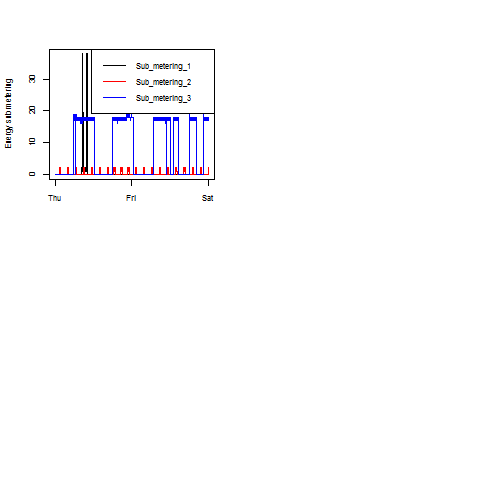 Sub_metering_1
Sub_metering_2
Sub_metering_3
Energy sub metering
30
20
10
0
Thu
Fri
Sat